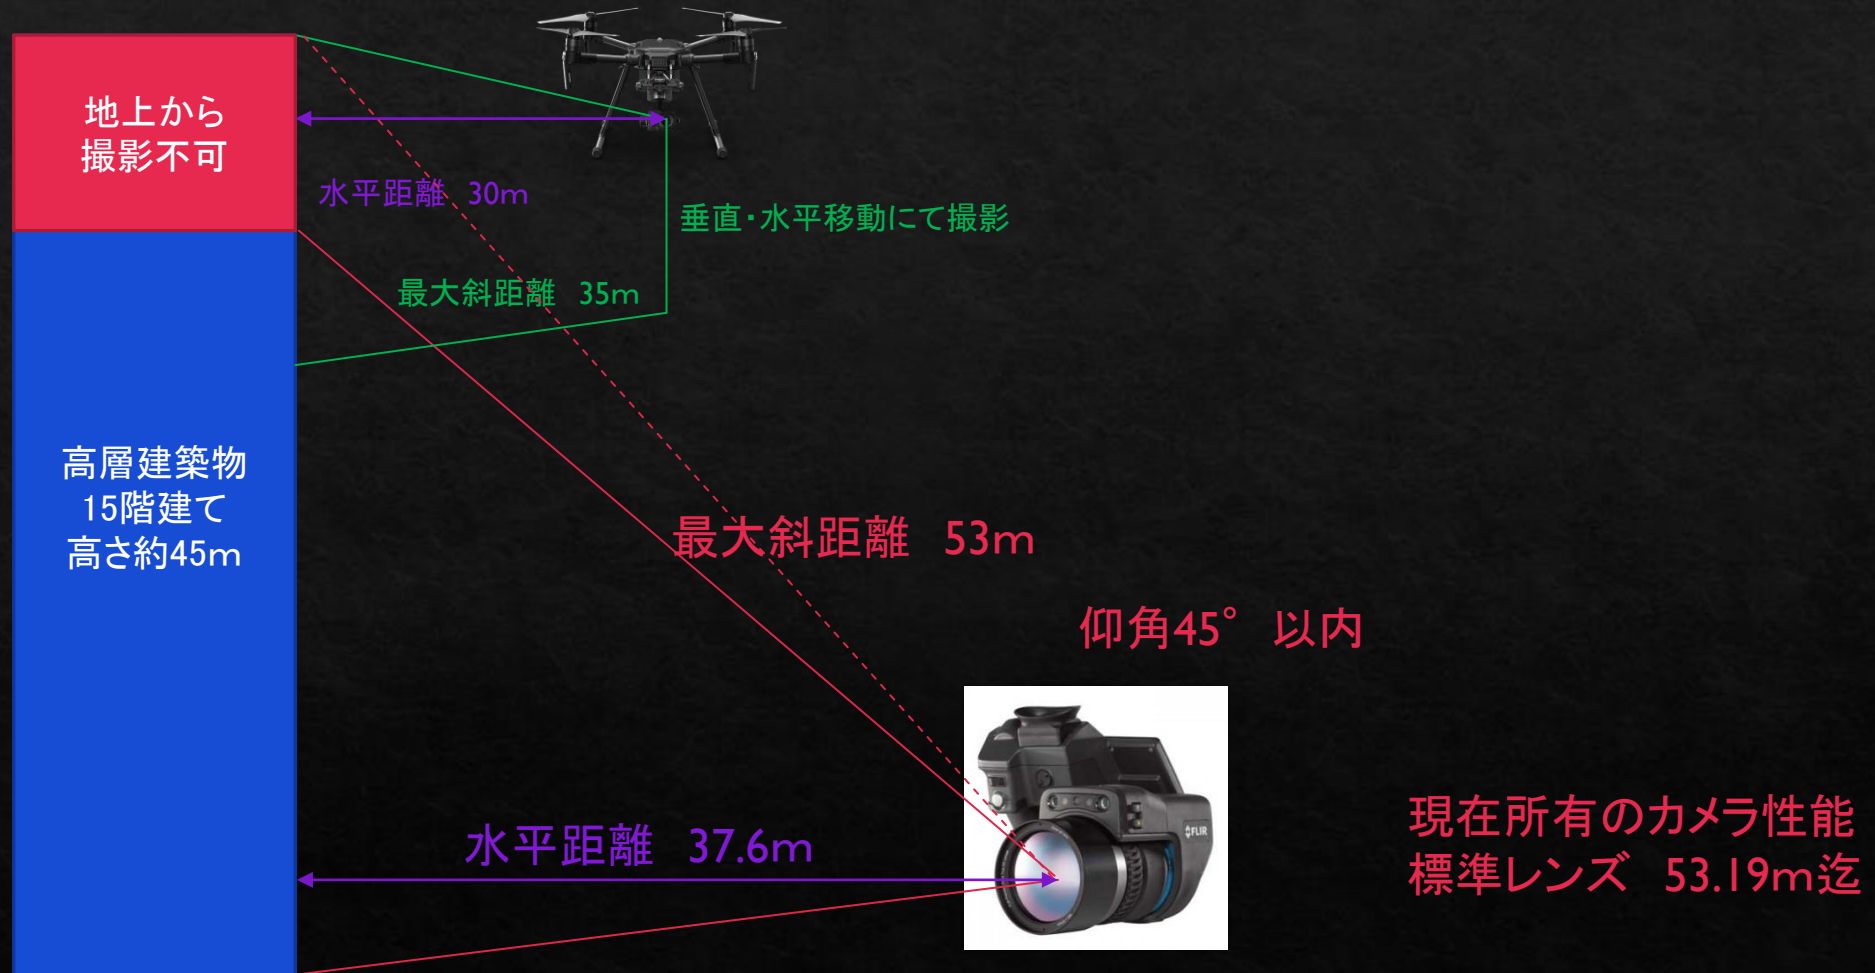 地上から
撮影不可
水平距離 30m
垂直・水平移動にて撮影
最大斜距離 35m
高層建築物
15階建て
高さ約45m
最大斜距離 53m
仰角45°以内
水平距離 37.6m
FLIR
現在所有のカメラ性能
標準レンズ 53.19m迄